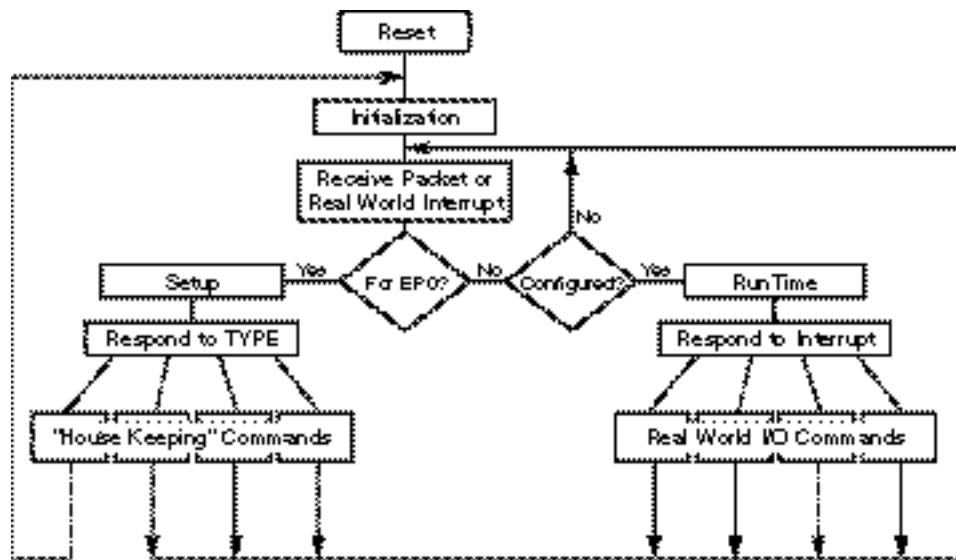 Reset
Initialization
Receive Packet or
Real World Interrupt
No
Setup
Yes
For EP0?
No
Configured?
Yes
Run Time
Respond to TYPE
Respond to Interrupt
"House Keeping" Commands
Real World I/O Commands